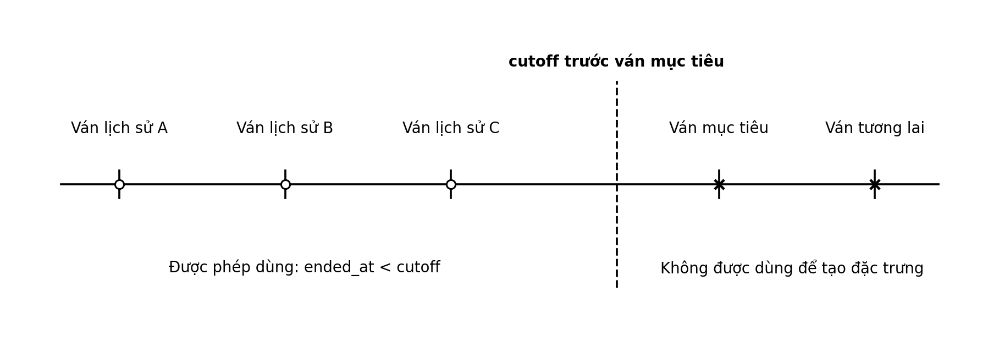 cutoff trước ván mục tiêu
Ván lịch sử A
Ván lịch sử B
Ván lịch sử C
Ván mục tiêu
Ván tương lai
Được phép dùng: ended_at < cutoff
Không được dùng để tạo đặc trưng